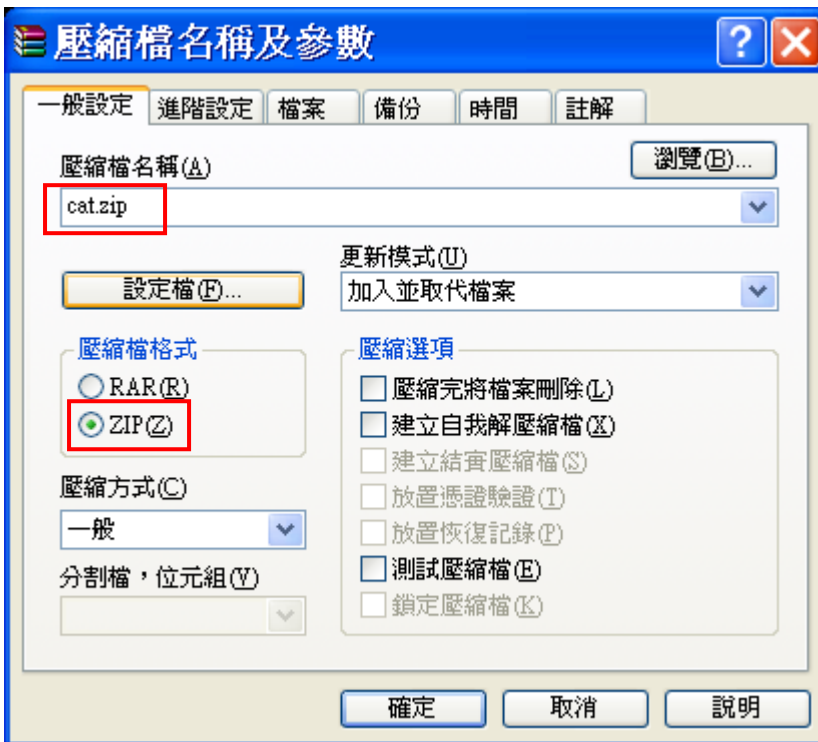 壓縮檔名稱及參數
一般設定 進階設定 檔案 備份 時間 註解
壓縮檔名稱(A)
瀏覽(B)...
cat.zip
更新模式(U)
設定檔(F)...
加入並取代檔案
壓縮檔格式
RAR(R)
ZIP(Z)
壓縮方式(C)
一般
分割檔，位元組(V)
壓縮選項
壓縮完將檔案刪除(L)
建立自我解壓縮檔(X)
建立結實壓縮檔(S)
放置憑證驗證(T)
放置恢復記錄(P)
測試壓縮檔(E)
鎖定壓縮檔(K)
確定 取消 說明